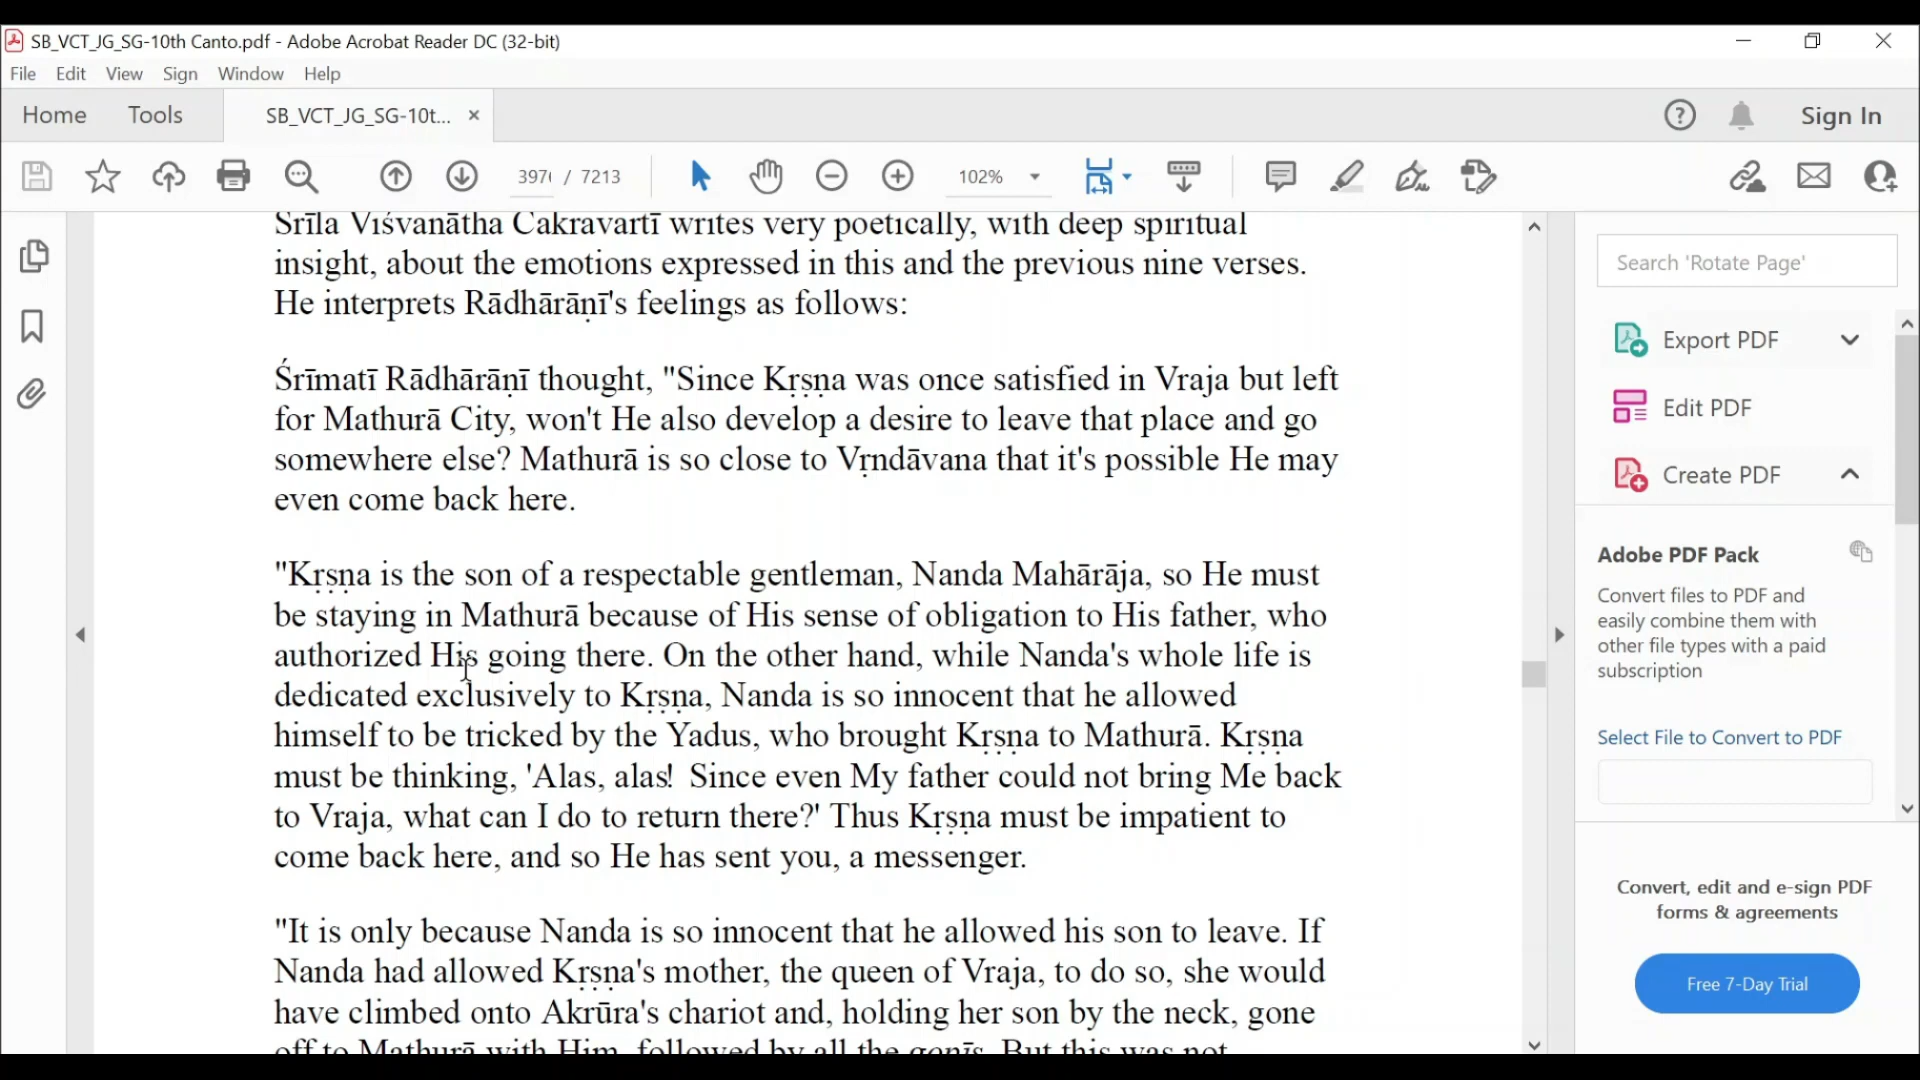 SB_VCT_JG_SG-10th Canto.pdf - Adobe Acrobat Reader DC (32-bit)
File Edit View Sign Window Help
Home Tools SB_VCT_JG_SG-10t... × Sign In
397 / 7213 102%
Śrīla Viśvanātha Cakravartī writes very poetically, with deep spiritual
insight, about the emotions expressed in this and the previous nine verses.
He interprets Rādhārāṇī's feelings as follows:
Śrīmatī Rādhārāṇī thought, "Since Kṛṣṇa was once satisfied in Vraja but left
for Mathurā City, won't He also develop a desire to leave that place and go
somewhere else? Mathurā is so close to Vṛndāvana that it's possible He may
even come back here.
"Kṛṣṇa is the son of a respectable gentleman, Nanda Mahārāja, so He must
be staying in Mathurā because of His sense of obligation to His father, who
authorized His going there. On the other hand, while Nanda's whole life is
dedicated exclusively to Kṛṣṇa, Nanda is so innocent that he allowed
himself to be tricked by the Yadus, who brought Kṛṣṇa to Mathurā. Kṛṣṇa
must be thinking, 'Alas, alas! Since even My father could not bring Me back
to Vraja, what can I do to return there?' Thus Kṛṣṇa must be impatient to
come back here, and so He has sent you, a messenger.
"It is only because Nanda is so innocent that he allowed his son to leave. If
Nanda had allowed Kṛṣṇa's mother, the queen of Vraja, to do so, she would
have climbed onto Akrūra's chariot and, holding her son by the neck, gone
off to Mathurā with Him, followed by all the gopīs. But this was not
Search 'Rotate Page'
Export PDF
Edit PDF
Create PDF
Adobe PDF Pack
Convert files to PDF and
easily combine them with
other file types with a paid
subscription
Select File to Convert to PDF
Convert, edit and e-sign PDF
forms & agreements
Free 7-Day Trial